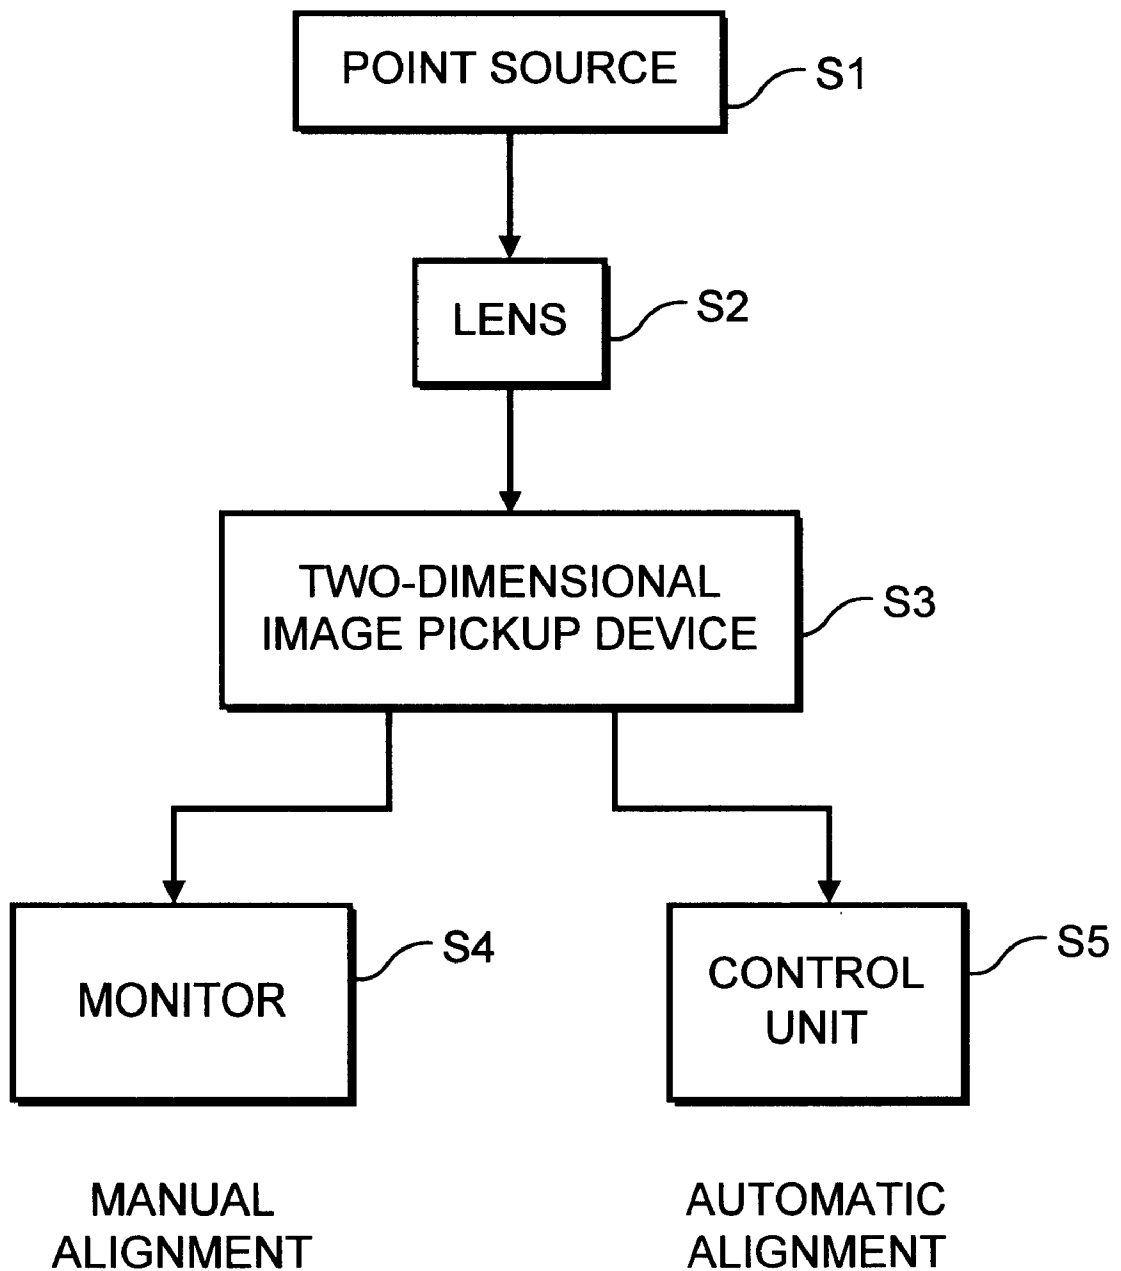 POINT SOURCE
S1
LENS
S2
TWO-DIMENSIONAL
IMAGE PICKUP DEVICE
S3
MONITOR
S4
CONTROL
UNIT
S5
MANUAL
ALIGNMENT
AUTOMATIC
ALIGNMENT